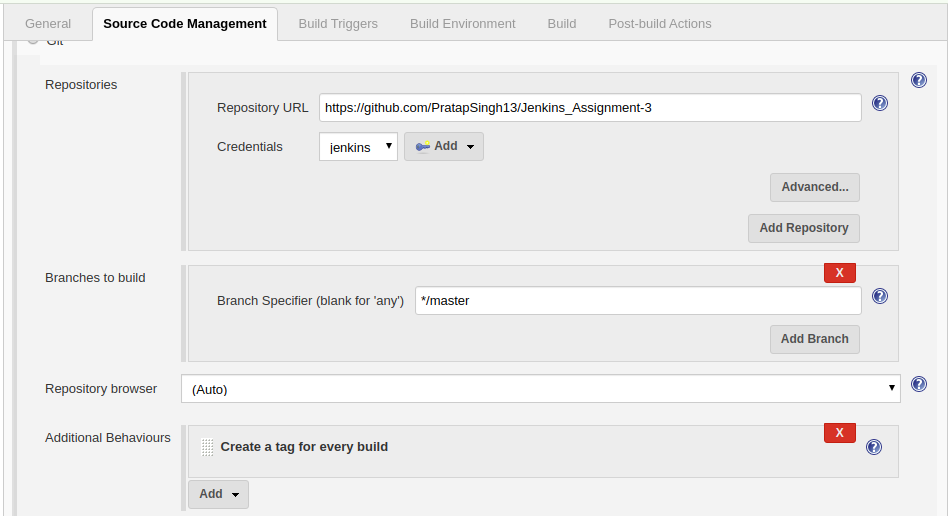 General Source Code Management Build Triggers Build Environment Build Post-build Actions
Git
Repositories
Repository URL https://github.com/PratapSingh13/Jenkins_Assignment-3
Credentials jenkins Add
Advanced...
Add Repository
Branches to build
X
Branch Specifier (blank for 'any') */master
Add Branch
Repository browser (Auto)
Additional Behaviours
X
Create a tag for every build
Add